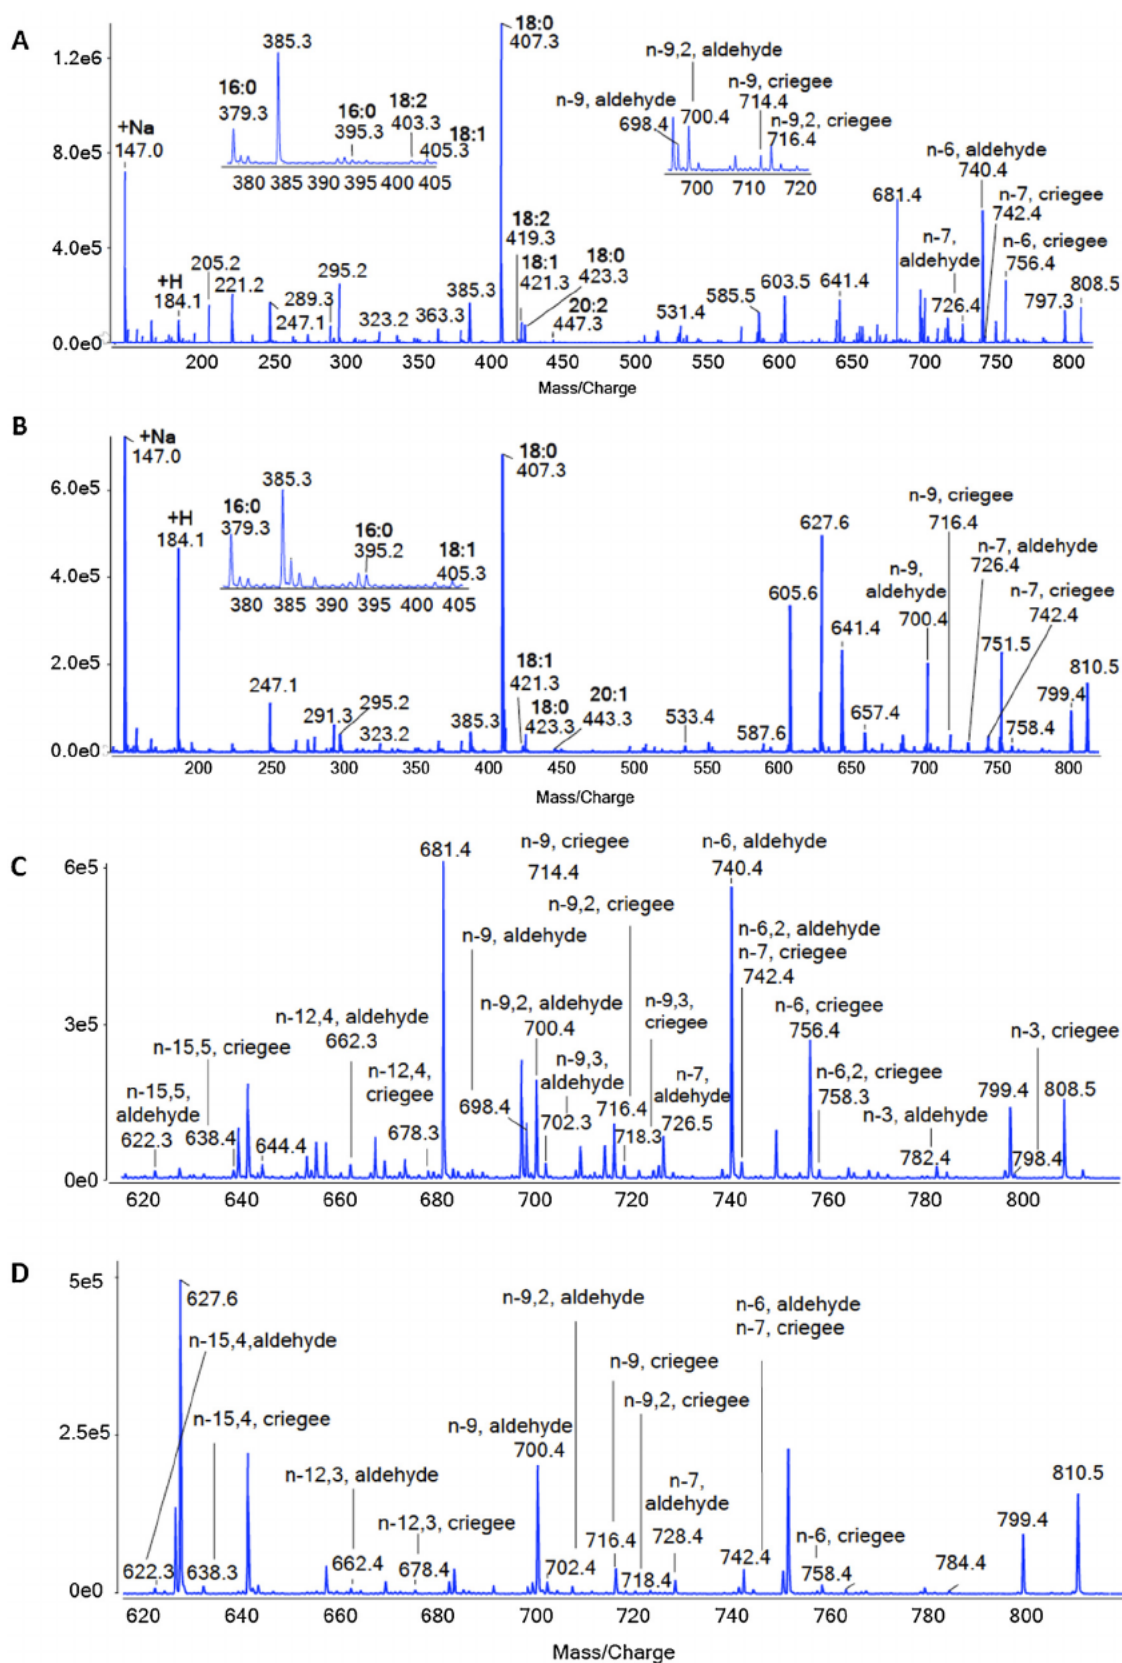 A
1.2e6
8.0e5
4.0e5
0.0e0
+Na
147.0
+H
184.1
205.2
221.2
247.1
289.3
295.2
323.2
363.3
385.3
16:0
379.3
385.3
16:0
395.3
18:2
403.3
18:1
405.3
380 385 390 395 400 405
18:0
407.3
18:2
419.3
18:1
421.3
18:0
423.3
20:2
447.3
531.4
585.5
603.5
641.4
681.4
n-9,2, aldehyde
n-9, aldehyde
698.4
700.4
n-9, criegee
714.4
n-9,2, criegee
716.4
700 710 720
n-6, aldehyde
740.4
n-7, criegee
742.4
n-7,
aldehyde
726.4
n-6, criegee
756.4
797.3
808.5
200 250 300 350 400 450 500 550 600 650 700 750 800
Mass/Charge
B
6.0e5
4.0e5
2.0e5
0.0e0
+Na
147.0
+H
184.1
247.1
291.3
295.2
323.2
385.3
16:0
379.3
385.3
16:0
395.2
18:1
405.3
380 385 390 395 400 405
18:0
407.3
18:1
421.3
18:0
423.3
20:1
443.3
533.4
587.6
605.6
627.6
641.4
657.4
n-9,
aldehyde
700.4
n-9, criegee
716.4
n-7, aldehyde
726.4
n-7, criegee
742.4
751.5
758.4
799.4
810.5
200 250 300 350 400 450 500 550 600 650 700 750 800
Mass/Charge
C
6e5
3e5
0e0
n-15,5, criegee
n-15,5,
aldehyde
622.3
638.4
644.4
n-12,4, aldehyde
662.3
n-12,4,
criegee
678.3
681.4
n-9, aldehyde
698.4
n-9,2, aldehyde
700.4
n-9,3,
aldehyde
702.3
n-9, criegee
714.4
n-9,2, criegee
716.4
n-9,3,
criegee
718.3
n-7,
aldehyde
726.5
n-6, aldehyde
740.4
n-6,2, aldehyde
n-7, criegee
742.4
n-6, criegee
756.4
n-6,2, criegee
758.3
n-3, aldehyde
782.4
n-3, criegee
799.4
798.4
808.5
620 640 660 680 700 720 740 760 780 800
D
5e5
2.5e5
0e0
627.6
n-15,4,aldehyde
622.3
n-15,4, criegee
638.3
n-12,3, aldehyde
662.4
n-12,3, criegee
678.4
n-9, aldehyde
700.4
n-9,2, aldehyde
702.4
n-9, criegee
716.4
n-9,2, criegee
718.4
n-7,
aldehyde
728.4
n-6, aldehyde
n-7, criegee
742.4
n-6, criegee
758.4
784.4
799.4
810.5
620 640 660 680 700 720 740 760 780 800
Mass/Charge